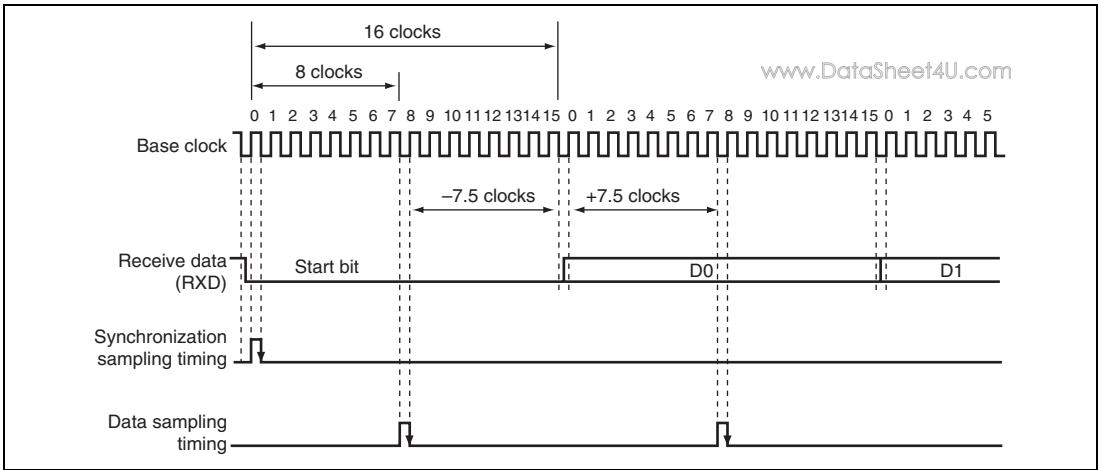 16 clocks
8 clocks
www.DataSheet4U.com
0 1 2 3 4 5 6 7 8 9 10 11 12 13 14 15 0 1 2 3 4 5 6 7 8 9 10 11 12 13 14 15 0 1 2 3 4 5
Base clock
–7.5 clocks
+7.5 clocks
Receive data
(RXD)
Start bit
D0
D1
Synchronization
sampling timing
Data sampling
timing